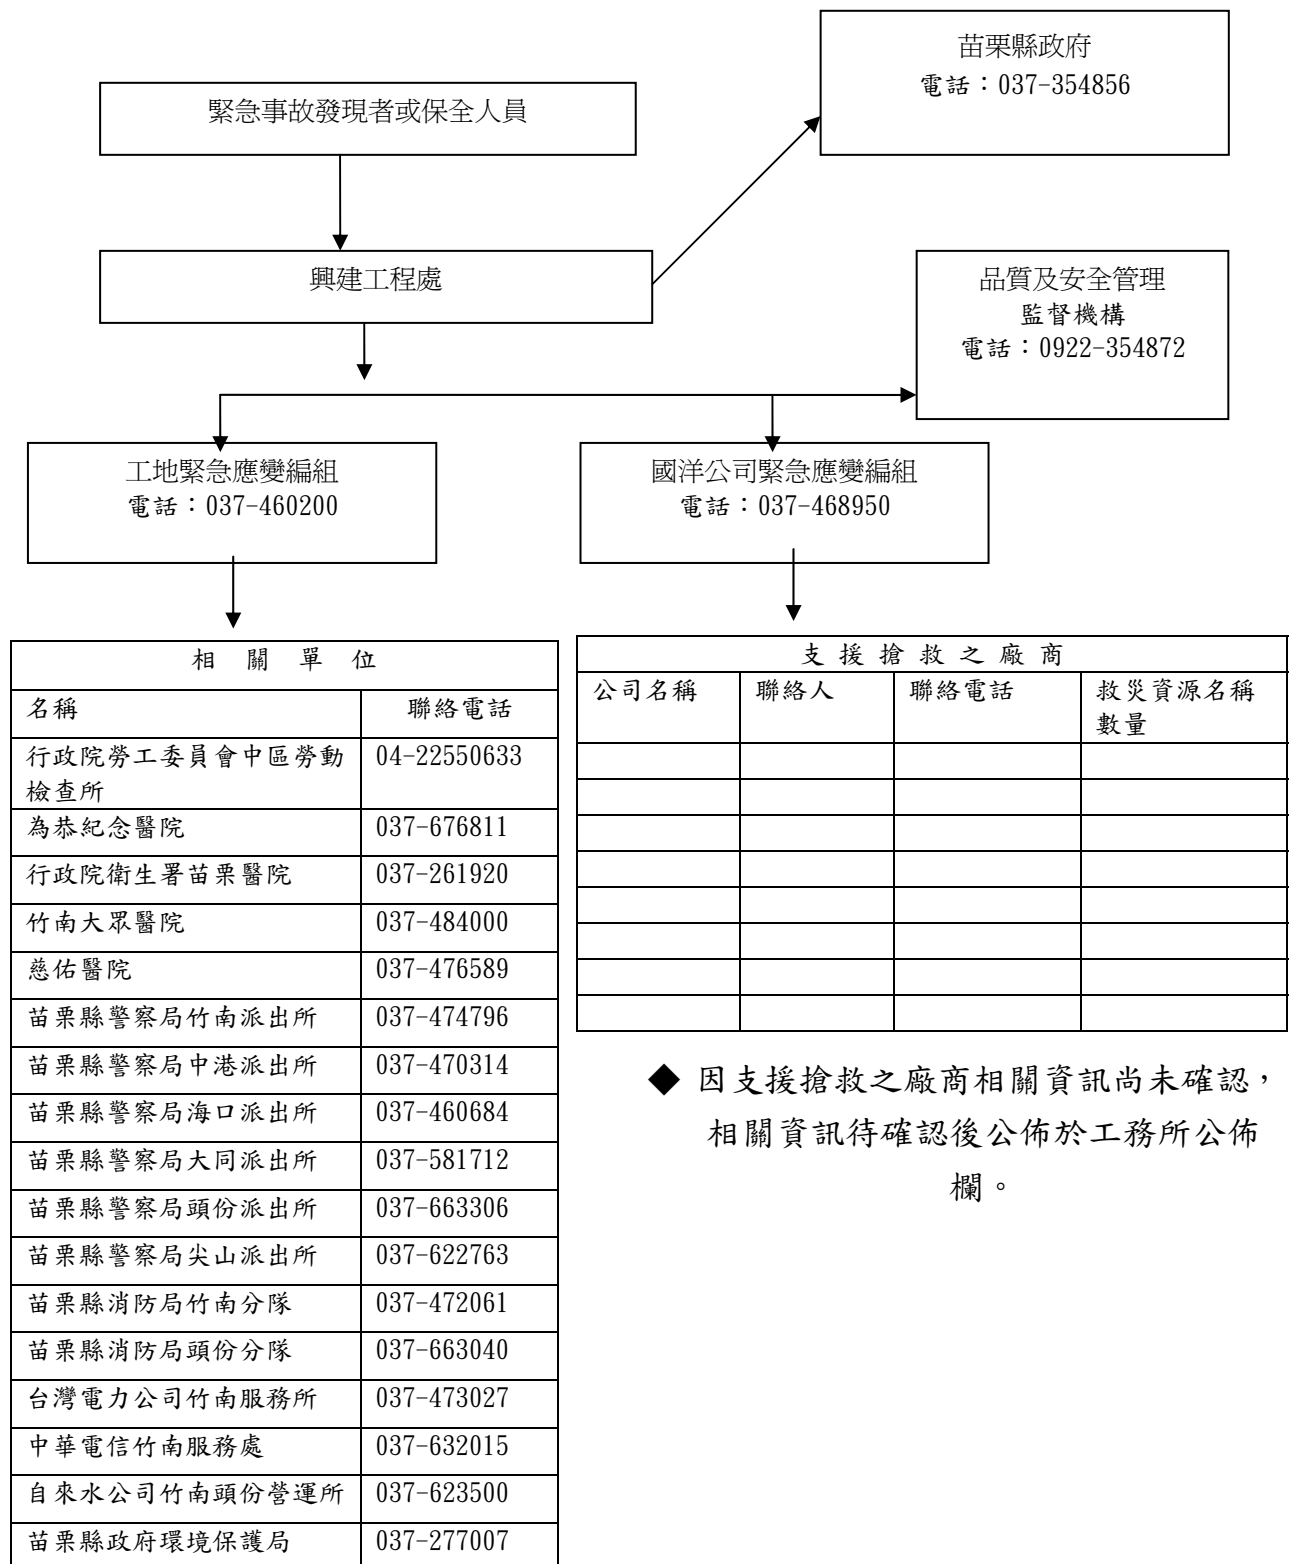 苗栗縣政府
電話：037-354856
緊急事故發現者或保全人員
興建工程處
品質及安全管理
監督機構
電話：0922-354872
工地緊急應變編組
電話：037-460200
國洋公司緊急應變編組
電話：037-468950
相 關 單 位
名稱 聯絡電話
行政院勞工委員會中區勞動
檢查所 04-22550633
為恭紀念醫院 037-676811
行政院衛生署苗栗醫院 037-261920
竹南大眾醫院 037-484000
慈佑醫院 037-476589
苗栗縣警察局竹南派出所 037-474796
苗栗縣警察局中港派出所 037-470314
苗栗縣警察局海口派出所 037-460684
苗栗縣警察局大同派出所 037-581712
苗栗縣警察局頭份派出所 037-663306
苗栗縣警察局尖山派出所 037-622763
苗栗縣消防局竹南分隊 037-472061
苗栗縣消防局頭份分隊 037-663040
台灣電力公司竹南服務所 037-473027
中華電信竹南服務處 037-632015
自來水公司竹南頭份營運所 037-623500
苗栗縣政府環境保護局 037-277007
支 援 搶 救 之 廠 商
公司名稱 聯絡人 聯絡電話 救災資源名稱
數量
◆ 因支援搶救之廠商相關資訊尚未確認，
相關資訊待確認後公佈於工務所公佈
欄。